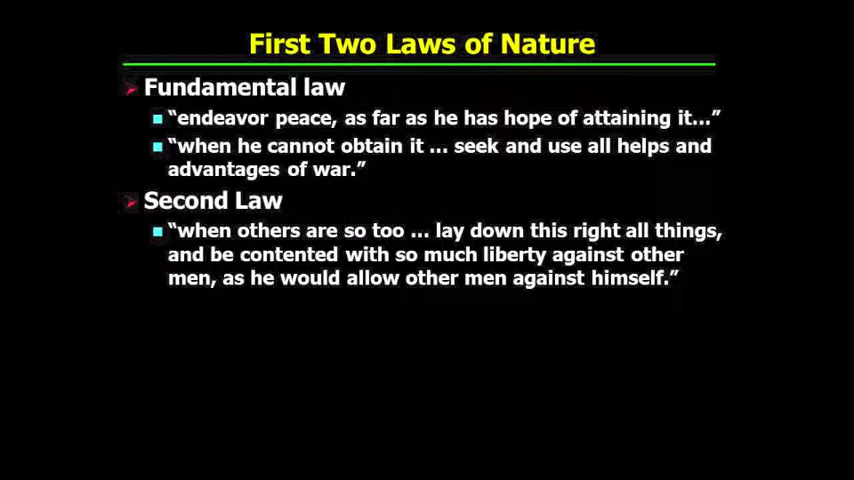 First Two Laws of Nature
Fundamental law
“endeavor peace, as far as he has hope of attaining it…”
“when he cannot obtain it … seek and use all helps and
advantages of war.”
Second Law
“when others are so too … lay down this right all things,
and be contented with so much liberty against other
men, as he would allow other men against himself.”